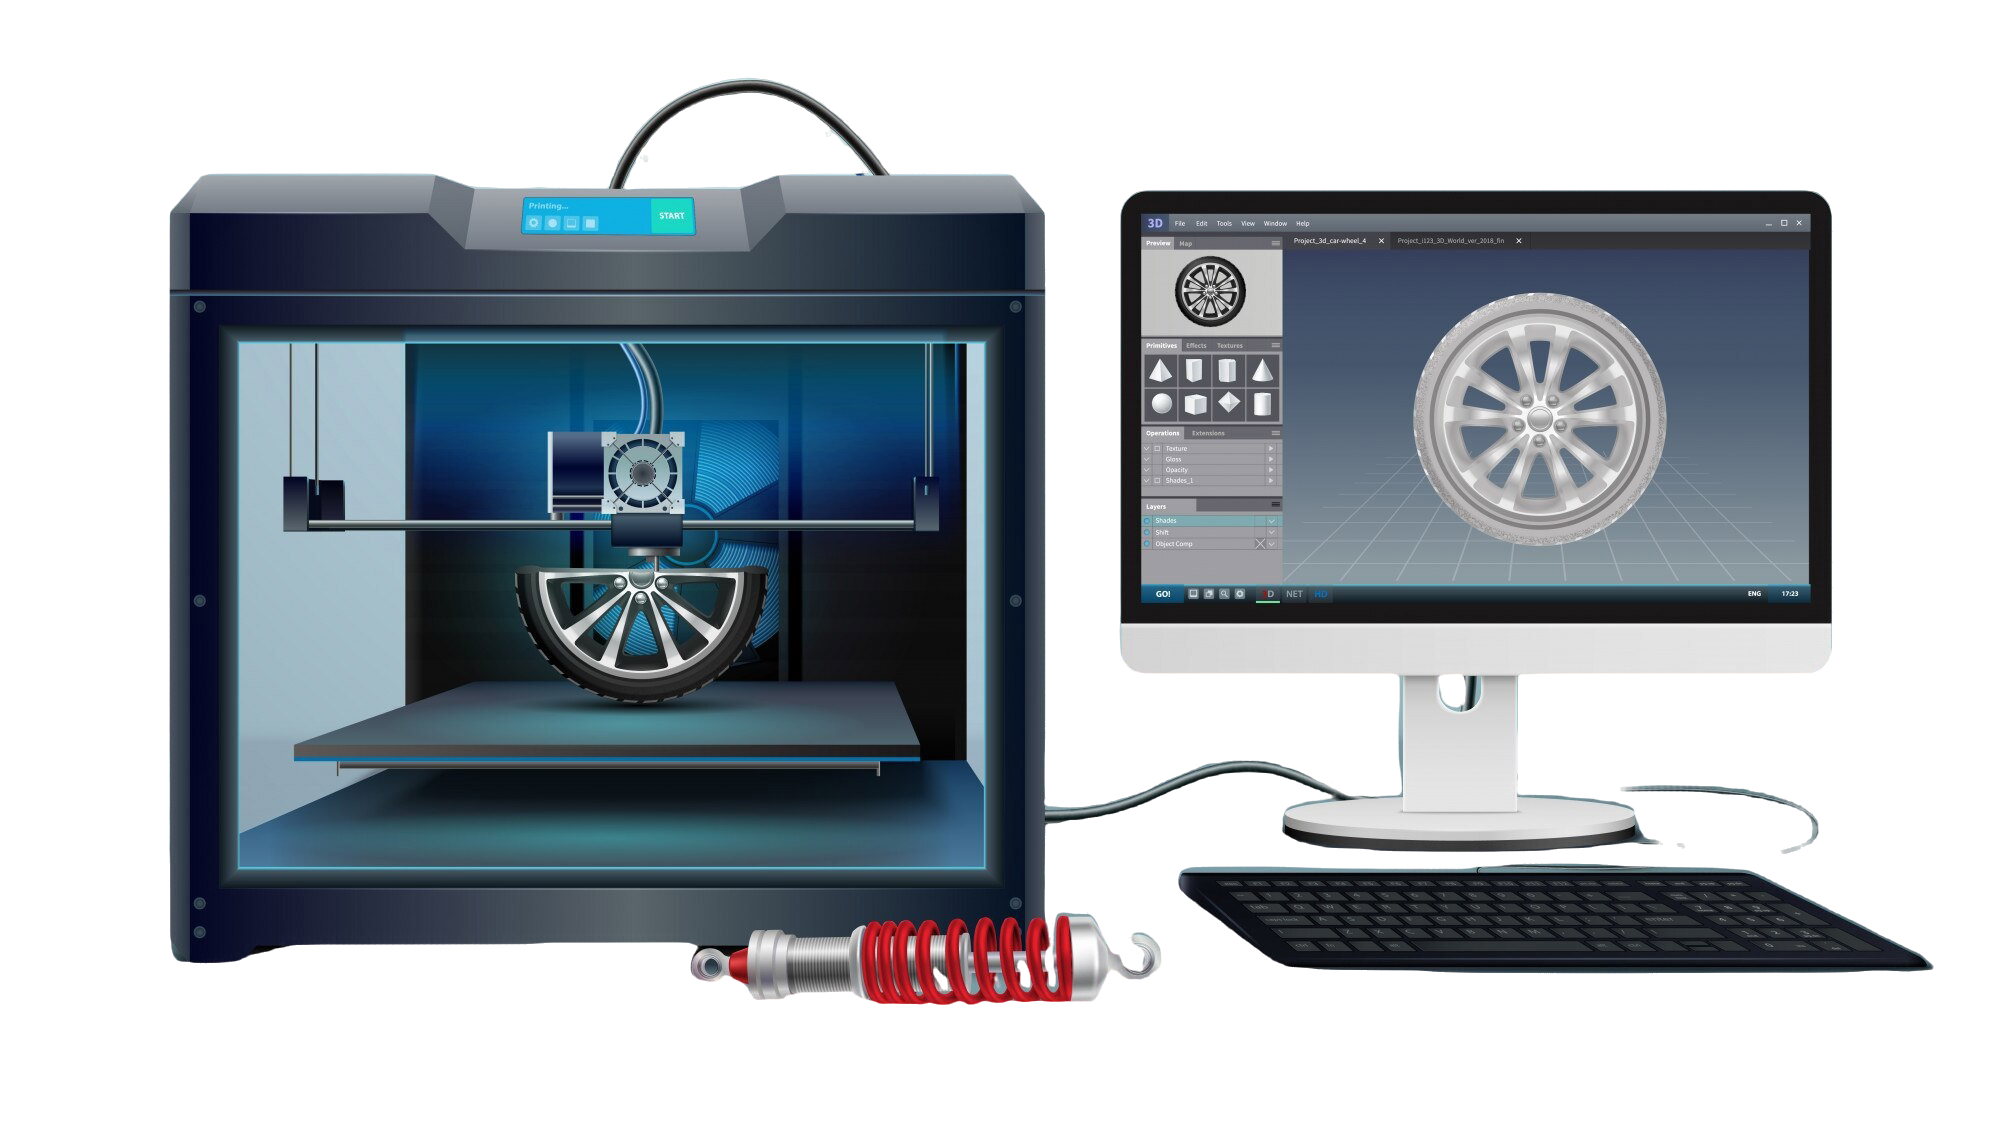 Printing...
START
3D File Edit Tools View Window Help
Preview Map
Project_3d_car-wheel_4
Project_i123_3D_World_ver_2018_fin
Primitives Effects Textures
Operations Extensions
Texture
Gloss
Opacity
Shades_1
Layers
Shades
Shift
Object Comp
GO! NET HD ENG 17:23